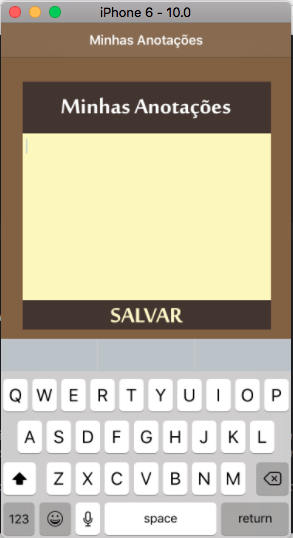 iPhone 6 - 10.0
Minhas Anotações
Minhas Anotações
SALVAR
Q W E R T Y U I O P
A S D F G H J K L
Z X C V B N M
123 space return